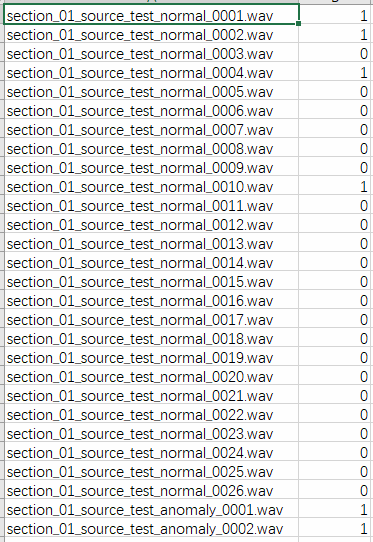 section_01_source_test_normal_0001.wav 1
section_01_source_test_normal_0002.wav 1
section_01_source_test_normal_0003.wav 0
section_01_source_test_normal_0004.wav 1
section_01_source_test_normal_0005.wav 0
section_01_source_test_normal_0006.wav 0
section_01_source_test_normal_0007.wav 0
section_01_source_test_normal_0008.wav 0
section_01_source_test_normal_0009.wav 0
section_01_source_test_normal_0010.wav 1
section_01_source_test_normal_0011.wav 0
section_01_source_test_normal_0012.wav 0
section_01_source_test_normal_0013.wav 0
section_01_source_test_normal_0014.wav 0
section_01_source_test_normal_0015.wav 0
section_01_source_test_normal_0016.wav 0
section_01_source_test_normal_0017.wav 0
section_01_source_test_normal_0018.wav 0
section_01_source_test_normal_0019.wav 0
section_01_source_test_normal_0020.wav 0
section_01_source_test_normal_0021.wav 0
section_01_source_test_normal_0022.wav 0
section_01_source_test_normal_0023.wav 0
section_01_source_test_normal_0024.wav 0
section_01_source_test_normal_0025.wav 0
section_01_source_test_normal_0026.wav 0
section_01_source_test_anomaly_0001.wav 1
section_01_source_test_anomaly_0002.wav 1